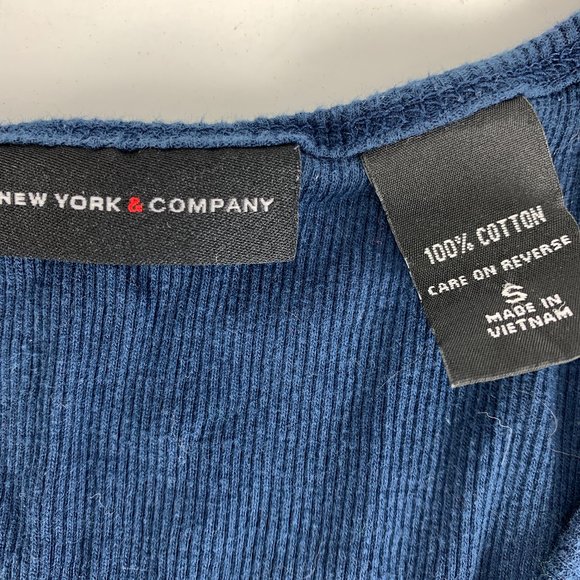 NEW YORK & COMPANY
100% COTTON
CARE ON REVERSE
S
MADE IN
VIETNAM